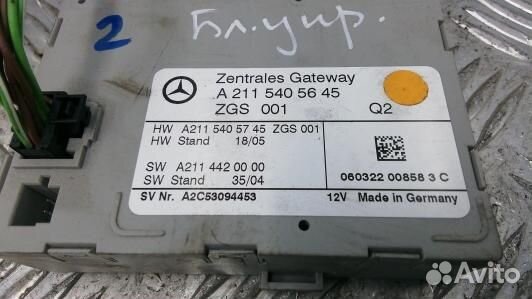 2
Бл. упр.
Zentrales Gateway
A 211 540 56 45
ZGS 001 Q2
HW A211 540 57 45 ZGS 001
HW Stand 18/05
SW A211 442 00 00
SW Stand 35/04
060322 00858 3 C
SV Nr. A2C53094453 12V Made in Germany
Avito